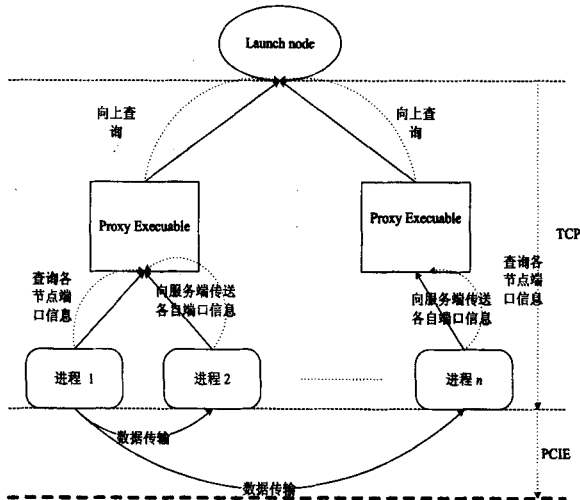 Launch node
向上查
询
向上查
询
Proxy Execuable
Proxy Execuable
TCP
查询各
节点端
口信息
向服务端传送
各自端口信息
向服务端传送
各自端口信息
查询各
节点端
口信息
进程 1
进程 2
进程 n
数据传输
PCIE
数据传输